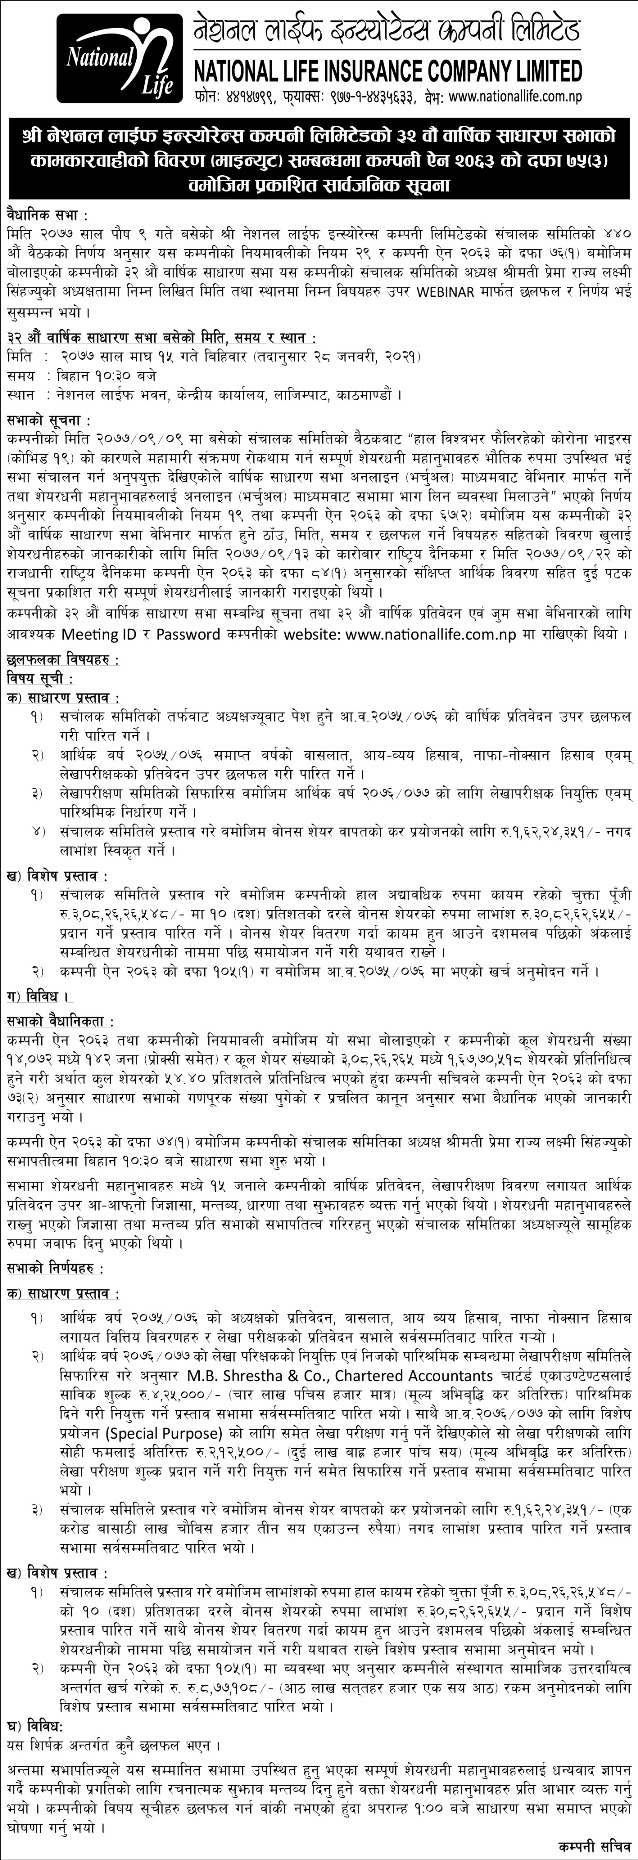 National Life
नेशनल लाईफ इन्स्योरेन्स कम्पनी लिमिटेड
NATIONAL LIFE INSURANCE COMPANY LIMITED
फोनः ४४१४७९९, फ्याक्सः ९७७-१-४४३५६३३, वेभः www.nationallife.com.np
श्री नेशनल लाईफ इन्स्योरेन्स कम्पनी लिमिटेडको ३२ वौं वार्षिक साधारण सभाको
कामकारवाहीको विवरण (माइन्युट) सम्बन्धमा कम्पनी ऐन २०६३ को दफा ७५(३)
वमोजिम प्रकाशित सार्वजनिक सूचना
वैधानिक सभा :
मिति २०७७ साल पौष ९ गते बसेको श्री नेशनल लाईफ इन्स्योरेन्स कम्पनी लिमिटेडको संचालक समितिको ४४०
औं वैठकको निर्णय अनुसार यस कम्पनीको नियमावलीको नियम २९ र कम्पनी ऐन २०६३ को दफा ७६(१) बमोजिम
बोलाइएको कम्पनीको ३२ औं वार्षिक साधारण सभा यस कम्पनीको संचालक समितिको अध्यक्ष श्रीमती प्रेमा राज्य लक्ष्मी
सिंहज्युको अध्यक्षतामा निम्न लिखित मिति तथा स्थानमा निम्न विषयहरु उपर WEBINAR मार्फत छलफल र निर्णय भई
सुसम्पन्न भयो ।
३२ औं वार्षिक साधारण सभा बसेको मिति, समय र स्थान :
मिति : २०७७ साल माघ १५ गते बिहिवार (तदानुसार २८ जनवरी, २०२१)
समय : बिहान १०:३० बजे
स्थान : नेशनल लाईफ भवन, केन्द्रीय कार्यालय, लाजिम्पाट, काठमाण्डौं ।
सभाको सूचना :
कम्पनीको मिति २०७७/०९/०९ मा बसेको संचालक समितिको वैठकवाट "हाल विश्वभर फैलिरहेको कोरोना भाइरस
(कोभिड १९) को कारणले महामारी संक्रमण रोकथाम गर्न सम्पूर्ण शेयरधनी महानुभावहरु भौतिक रुपमा उपस्थित भई
सभा संचालन गर्न अनुपयुक्त देखिएकोले वार्षिक साधारण सभा अनलाइन (भर्चुअल) माध्यमवाट वेभिनार मार्फत गर्ने
तथा शेयरधनी महानुभावहरुलाई अनलाइन (भर्चुअल) माध्यमवाट सभामा भाग लिन व्यवस्था मिलाउने" भएको निर्णय
अनुसार कम्पनीको नियमावलीको नियम १९ तथा कम्पनी ऐन २०६३ को दफा ६७(२) वमोजिम यस कम्पनीको ३२
औं वार्षिक साधारण सभा वेभिनार मार्फत हुने ठाँउ, मिति, समय र छलफल गर्ने विषयहरु सहितको विवरण खुलाई
शेयरधनीहरुको जानकारीको लागि मिति २०७७/०९/१३ को कारोवार राष्ट्रिय दैनिकमा र मिति २०७७/०९/२२ को
राजधानी राष्ट्रिय दैनिकमा कम्पनी ऐन २०६३ को दफा ८४(१) अनुसारको संक्षिप्त आर्थिक विवरण सहित दुई पटक
सूचना प्रकाशित गरी सम्पूर्ण शेयरधनीलाई जानकारी गराइएको थियो ।
कम्पनीको ३२ औं वार्षिक साधारण सभा सम्बन्धि सूचना तथा ३२ औं वार्षिक प्रतिवेदन एवं जुम सभा वेभिनारको लागि
आवश्यक Meeting ID र Password कम्पनीको website: www.nationallife.com.np मा राखिएको थियो ।
छलफलका विषयहरु :
विषय सूची :
क) साधारण प्रस्ताव :
१) संचालक समितिको तर्फवाट अध्यक्षज्यूवाट पेश हुने आ.व.२०७५/०७६ को वार्षिक प्रतिवेदन उपर छलफल
गरी पारित गर्ने ।
२) आर्थिक वर्ष २०७५/०७६ समाप्त वर्षको वासलात, आय-व्यय हिसाब, नाफा-नोक्सान हिसाब एवम्
लेखापरीक्षकको प्रतिवेदन उपर छलफल गरी पारित गर्ने ।
३) लेखापरीक्षण समितिको सिफारिस वमोजिम आर्थिक वर्ष २०७६/०७७ को लागि लेखापरीक्षक नियुक्ति एवम्
पारिश्रमिक निर्धारण गर्ने ।
४) संचालक समितिले प्रस्ताव गरे वमोजिम वोनस शेयर वापतको कर प्रयोजनको लागि रु.१,६२,२४,३५१/- नगद
लाभांश स्विकृत गर्ने ।
ख) विशेष प्रस्ताव :
१) संचालक समितिले प्रस्ताव गरे वमोजिम कम्पनीको हाल अद्यावधिक रुपमा कायम रहेको चुक्ता पूँजी
रु.३,०८,२६,२६,५४८/- मा १० (दश) प्रतिशतको दरले वोनस शेयरको रुपमा लाभांश रु.३०,८२,६२,६५५/-
प्रदान गर्ने प्रस्ताव पारित गर्ने । वोनस शेयर वितरण गर्दा कायम हुन आउने दशमलब पछिको अंकलाई
सम्बन्धित शेयरधनीको नाममा पछि समायोजन गर्ने गरी यथावत राख्ने ।
२) कम्पनी ऐन २०६३ को दफा १०५(१) ग वमोजिम आ.व.२०७५/०७६ मा भएको खर्च अनुमोदन गर्ने ।
ग) विविध ।
सभाको वैधानिकता :
कम्पनी ऐन २०६३ तथा कम्पनीको नियमावली वमोजिम यो सभा बोलाइएको र कम्पनीको कूल शेयरधनी संख्या
१४,०७२ मध्ये १४२ जना (प्रोक्सी समेत) र कूल शेयर संख्याको ३,०८,२६,२६५ मध्ये १,६७,७०,५१८ शेयरको प्रतिनिधित्व
हुने गरी अर्थात कूल शेयरको ५४.४० प्रतिशतले प्रतिनिधित्व भएको हुंदा कम्पनी सचिवले कम्पनी ऐन २०६३ को दफा
७३(२) अनुसार साधारण सभाको गणपूरक संख्या पुगेको र प्रचलित कानून अनुसार सभा बैधानिक भएको जानकारी
गराउनु भयो ।
कम्पनी ऐन २०६३ को दफा ७४(१) वमोजिम कम्पनीको संचालक समितिका अध्यक्ष श्रीमती प्रेमा राज्य लक्ष्मी सिंहज्युको
सभापतीत्वमा बिहान १०:३० बजे साधारण सभा शुरु भयो ।
सभामा शेयरधनी महानुभावहरु मध्ये १५ जनाले कम्पनीको वार्षिक प्रतिवेदन, लेखापरीक्षण विवरण लगायत आर्थिक
प्रतिवेदन उपर आ-आफ्नो जिज्ञासा, मन्तब्य, धारणा तथा सुझावहरु व्यक्त गर्नु भएको थियो । शेयरधनी महानुभावहरुले
राख्नु भएको जिज्ञासा तथा मन्तब्य प्रति सभाको सभापतित्व गरिरहनु भएको संचालक समितिका अध्यक्षज्यूले सामूहिक
रुपमा जवाफ दिनु भएको थियो ।
सभाको निर्णयहरु :
क) साधारण प्रस्ताव :
१) आर्थिक वर्ष २०७५/०७६ को अध्यक्षको प्रतिवेदन, वासलात, आय व्यय हिसाब, नाफा नोक्सान हिसाब
लगायत वित्तिय विवरणहरु र लेखा परीक्षकको प्रतिवेदन सभाले सर्वसम्मतिवाट पारित गऱ्यो ।
२) आर्थिक वर्ष २०७६/०७७ को लेखा परिक्षकको नियुक्ति एवं निजको पारिश्रमिक सम्बन्धमा लेखापरीक्षण समितिले
सिफारिस गरे अनुसार M.B. Shrestha & Co., Chartered Accountants चार्टर्ड एकाउण्टेण्ट्सलाई
साविक शुल्क रु.४,२५,०००/- (चार लाख पचिस हजार मात्र) (मूल्य अभिवृद्धि कर अतिरिक्त) पारिश्रमिक
दिने गरी नियुक्त गर्ने प्रस्ताव सभामा सर्वसम्मतिवाट पारित भयो । साथै आ.व.२०७६/०७७ को लागि विशेष
प्रयोजन (Special Purpose) को लागि समेत लेखा परीक्षण गर्नु पर्ने देखिएकोले सो लेखा परीक्षणको लागि
सोही फमलाई अतिरिक्त रु.२,१२,५००/- (दुई लाख वाह्र हजार पांच सय) (मूल्य अभिवृद्धि कर अतिरिक्त)
लेखा परीक्षण शुल्क प्रदान गर्ने गरी नियुक्त गर्न समेत सिफारिस गर्ने प्रस्ताव सभामा सर्वसम्मतिवाट पारित
भयो ।
३) संचालक समितिले प्रस्ताव गरे वमोजिम वोनस शेयर वापतको कर प्रयोजनको लागि रु.१,६२,२४,३५१/- (एक
करोड बासाठी लाख चौबिस हजार तीन सय एकाउन्न रुपैया) नगद लाभांश प्रस्ताव पारित गर्ने प्रस्ताव
सभामा सर्वसम्मतिवाट पारित भयो ।
ख) विशेष प्रस्ताव :
१) संचालक समितिले प्रस्ताव गरे वमोजिम लाभांशको रुपमा हाल कायम रहेको चुक्ता पूँजी रु.३,०८,२६,२६,५४८/-
को १० (दश) प्रतिशतका दरले वोनस शेयरको रुपमा लाभांश रु.३०,८२,६२,६५५/- प्रदान गर्ने विशेष
प्रस्ताव पारित गर्ने साथै वोनस शेयर वितरण गर्दा कायम हुन आउने दशमलब पछिको अंकलाई सम्बन्धित
शेयरधनीको नाममा पछि समायोजन गर्ने गरी यथावत राख्ने विशेष प्रस्ताव सभामा अनुमोदन भयो ।
२) कम्पनी ऐन २०६३ को दफा १०५(१) मा व्यवस्था भए अनुसार कम्पनीले संस्थागत सामाजिक उत्तरदायित्व
अन्तर्गत खर्च गरेको रु. रु.८,७७,१०८/- (आठ लाख सत्तहर हजार एक सय आठ) रकम अनुमोदनको लागि
विशेष प्रस्ताव सभामा सर्वसम्मतिवाट पारित भयो ।
घ) विविधः
यस शिर्षक अन्तर्गत कुनै छलफल भएन ।
अन्तमा सभापतिज्यूले यस सम्मानित सभामा उपस्थित हुनु भएका सम्पूर्ण शेयरधनी महानुभावहरुलाई धन्यवाद ज्ञापन
गर्दै कम्पनीको प्रगतिको लागि रचनात्मक सुझाव मन्तब्य दिनु हुने वक्ता शेयरधनी महानुभावहरु प्रति आभार व्यक्त गर्नु
भयो । कम्पनीको विषय सूचीहरु छलफल गर्न वांकी नभएको हुंदा अपरान्ह १:०० बजे साधारण सभा समाप्त भएको
घोषणा गर्नु भयो ।
कम्पनी सचिव